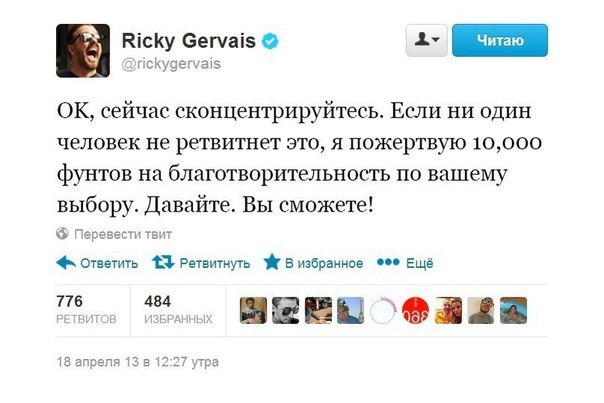 Ricky Gervais
@rickygervais
Читаю
OK, сейчас сконцентрируйтесь. Если ни один
человек не ретвитнет это, я пожертвую 10,000
фунтов на благотворительность по вашему
выбору. Давайте. Вы сможете!
Перевести твит
Ответить Ретвитнуть В избранное Ещё
776 484
РЕТВИТОВ ИЗБРАННЫХ
18 апреля 13 в 12:27 утра